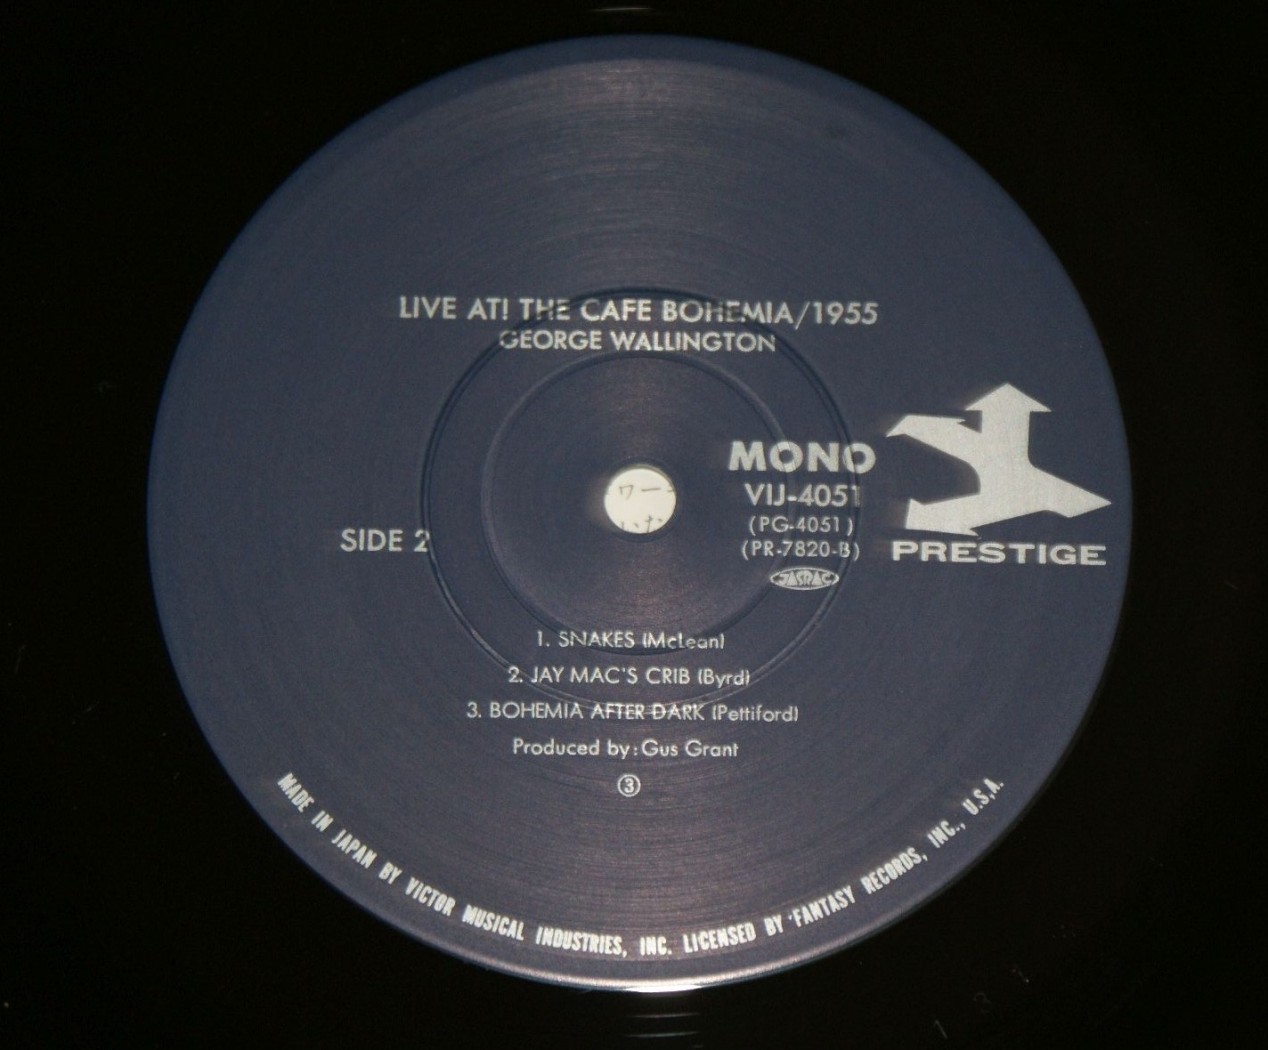 LIVE AT! THE CAFE BOHEMIA/1955
GEORGE WALLINGTON
MONO
VIJ-4051
(PG-4051)
(PR-7820-B)
JASRAC
PRESTIGE
SIDE 2
1. SNAKES (McLean)
2. JAY MAC'S CRIB (Byrd)
3. BOHEMIA AFTER DARK (Pettiford)
Produced by: Gus Grant
③
MADE IN JAPAN BY VICTOR MUSICAL INDUSTRIES, INC. LICENSED BY FANTASY RECORDS, INC., U.S.A.